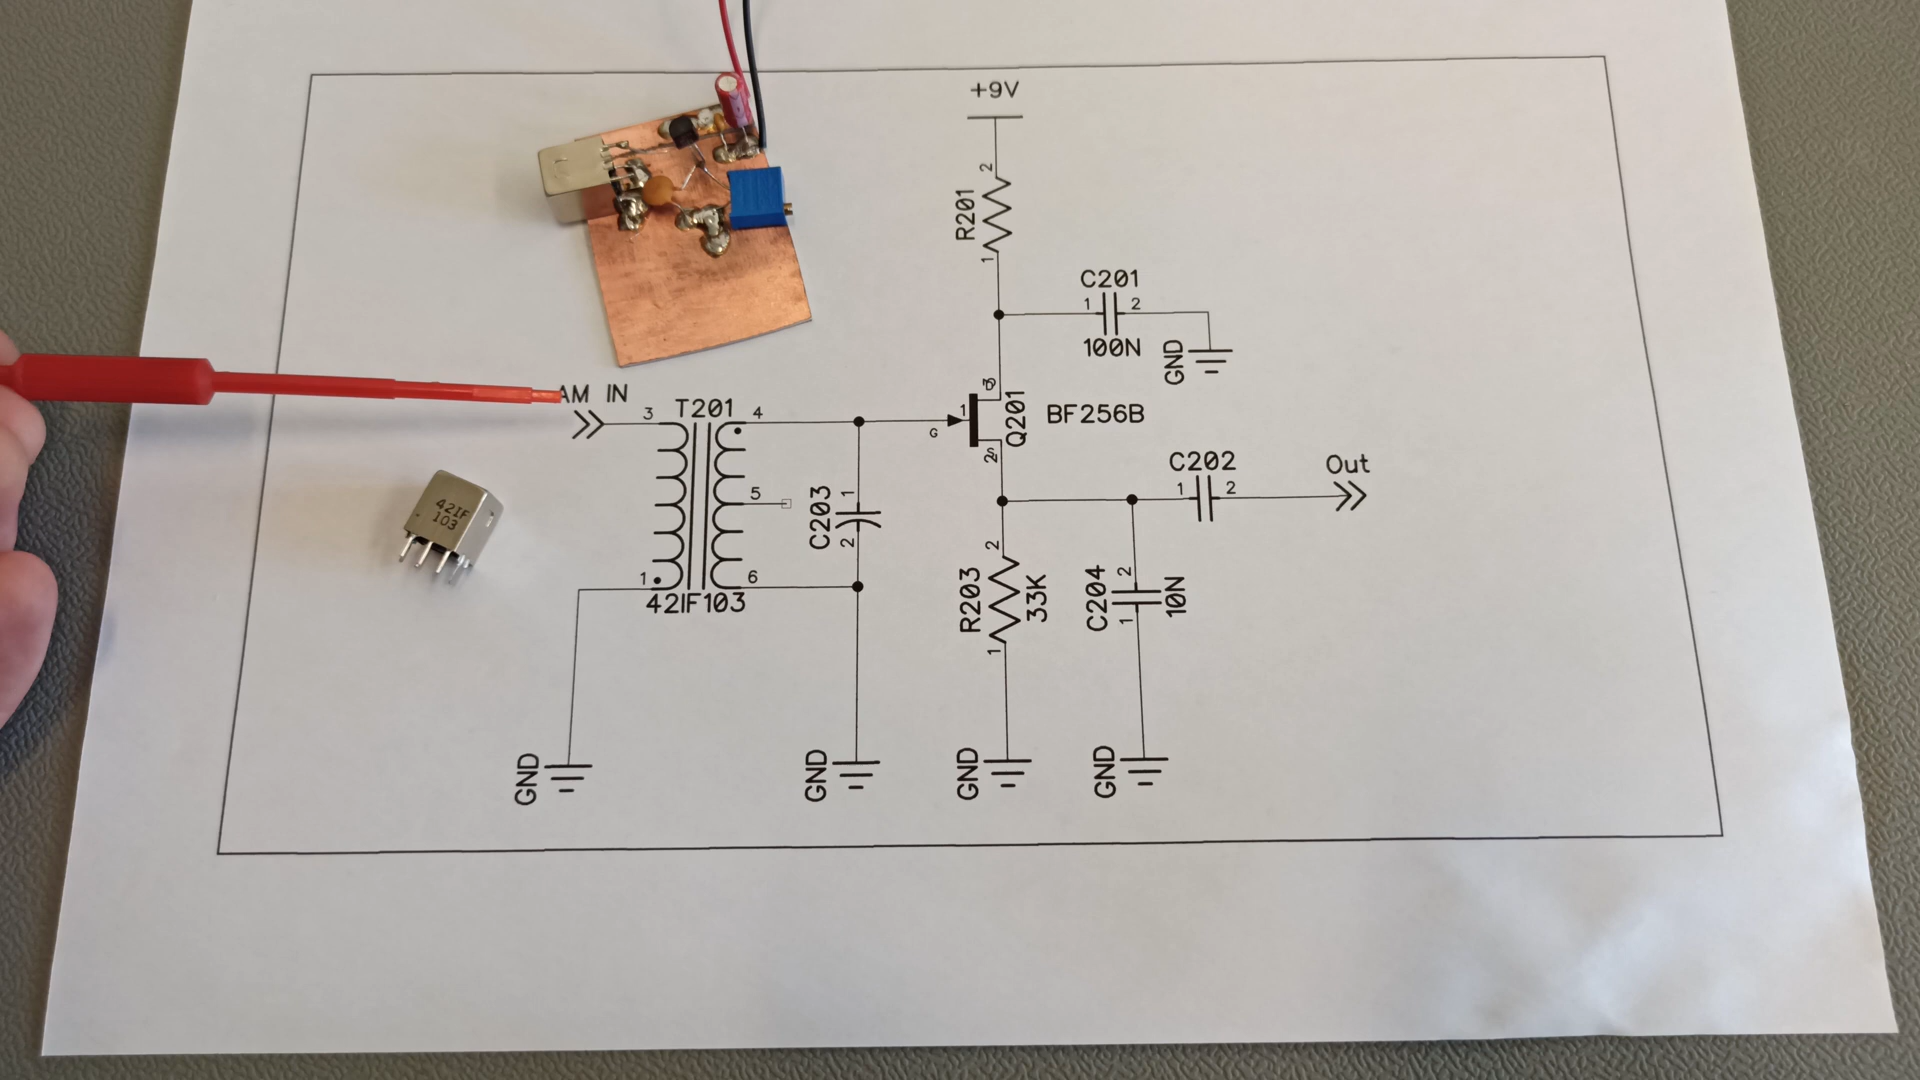 +9V
2
R201
1
C201
1 2
100N
GND
AM IN
3 T201 4
3
1
G
Q201
BF256B
2
42IF
103
5
C203
1
2
C202
1 2
Out
1 6
42IF103
2
R203
33K
1
C204
2
1
10N
GND
GND
GND
GND